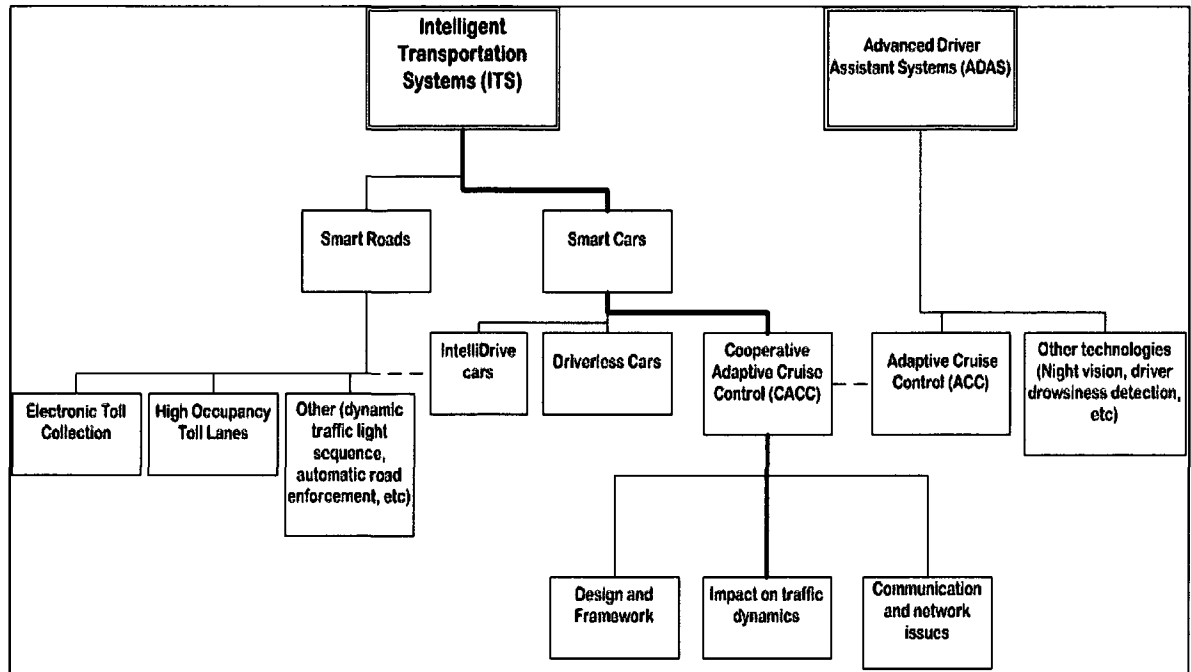 Intelligent
Transportation
Systems (ITS)
Advanced Driver
Assistant Systems (ADAS)
Smart Roads
Smart Cars
IntelliDrive
cars
Driverless Cars
Cooperative
Adaptive Cruise
Control (CACC)
Adaptive Cruise
Control (ACC)
Other technologies
(Night vision, driver
drowsiness detection,
etc)
Electronic Toll
Collection
High Occupancy
Toll Lanes
Other (dynamic
traffic light
sequence,
automatic road
enforcement, etc)
Design and
Framework
Impact on traffic
dynamics
Communication
and network
issues